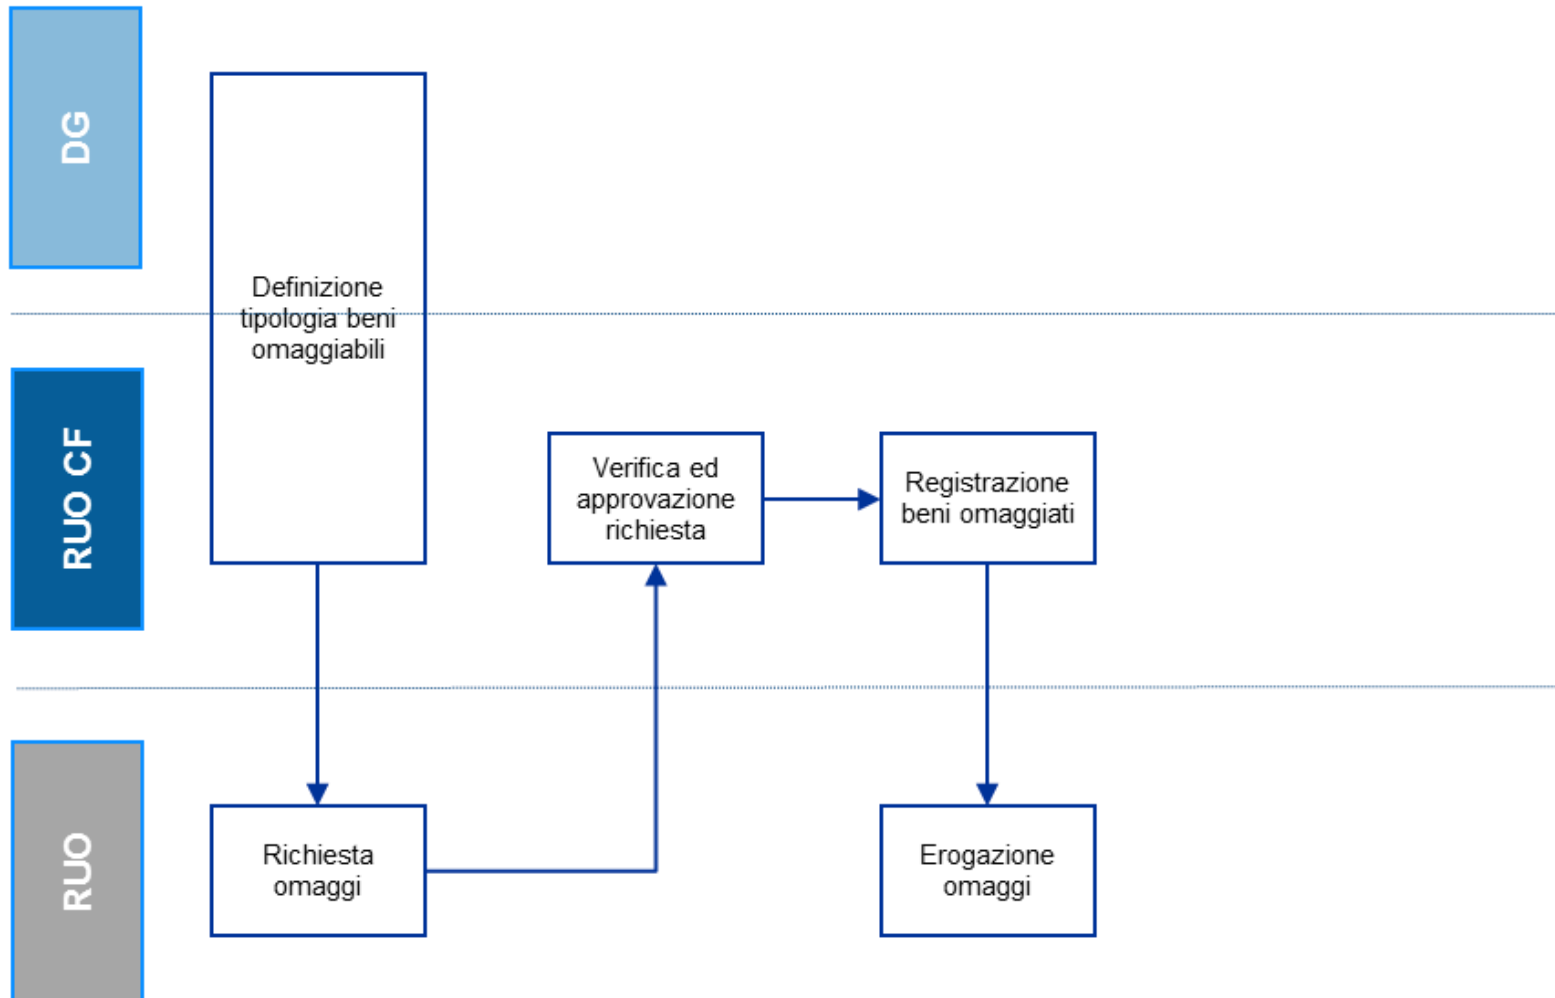 DG
Definizione
tipologia beni
omaggiabili
RUO CF
Verifica ed
approvazione
richiesta
Registrazione
beni omaggiati
RUO
Richiesta
omaggi
Erogazione
omaggi